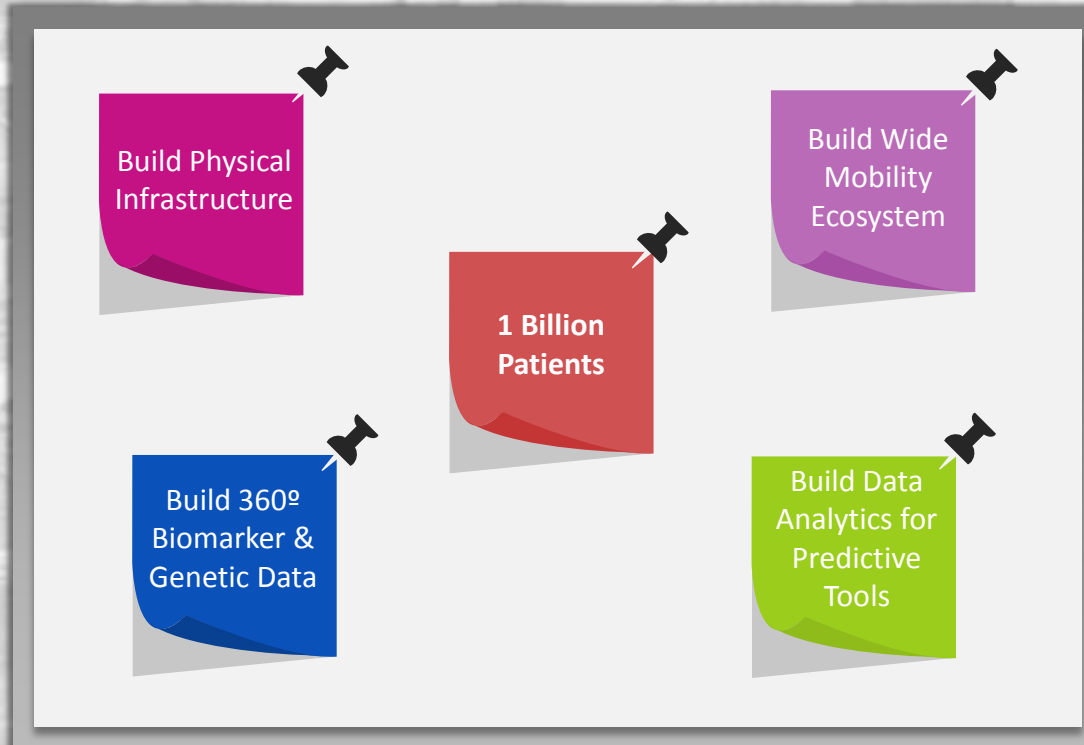 Build Physical
Infrastructure
Build Wide
Mobility
Ecosystem
1 Billion
Patients
Build 360º
Biomarker &
Genetic Data
Build Data
Analytics for
Predictive
Tools